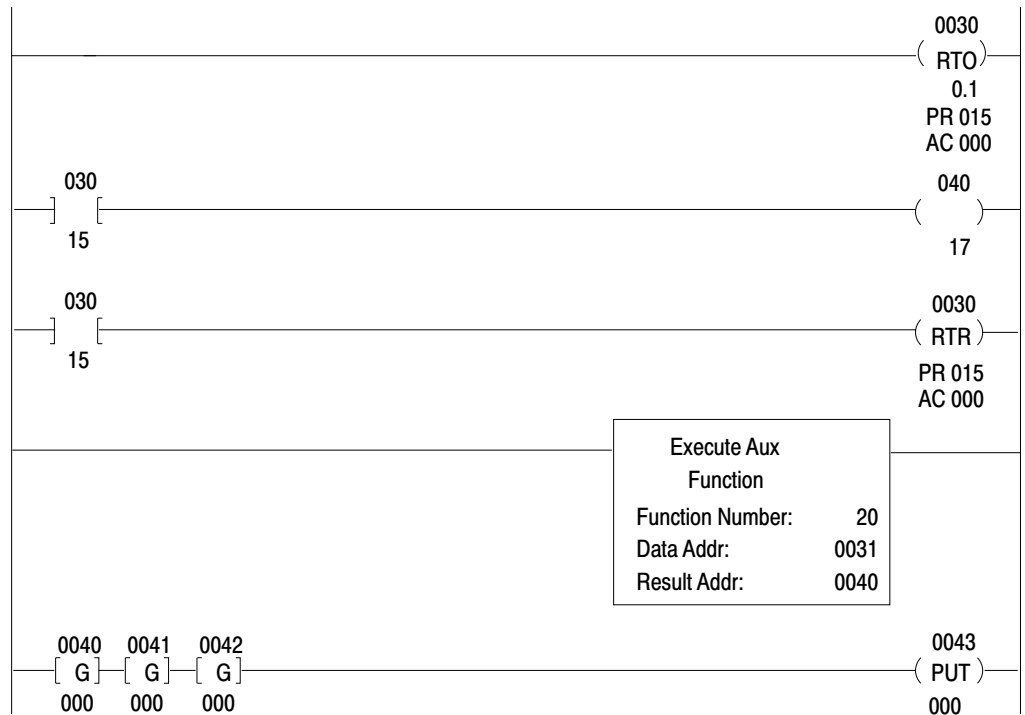 0030
( RTO )
0.1
PR 015
AC 000
030 040
] [ ( )
15 17
030 0030
] [ ( RTR )
15 PR 015
AC 000
Execute Aux
Function
Function Number: 20
Data Addr: 0031
Result Addr: 0040
0040 0041 0042 0043
[ G ] [ G ] [ G ] ( PUT )
000 000 000 000